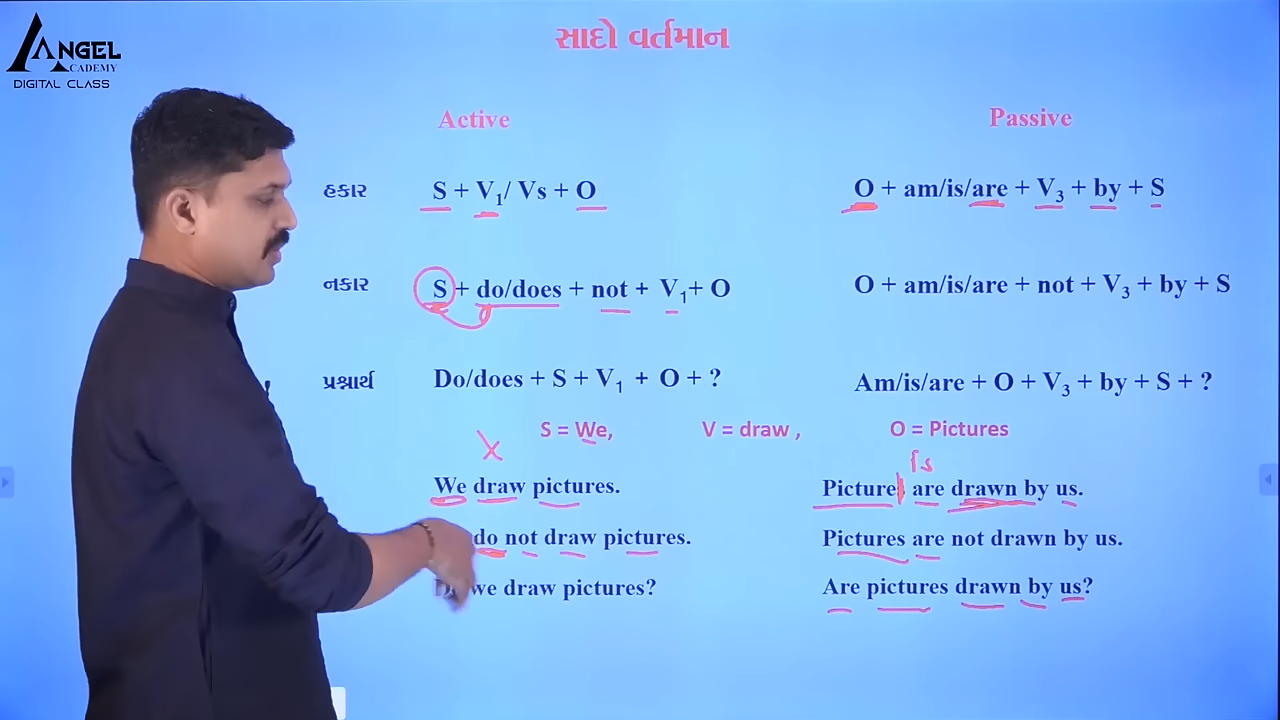 ANGEL
ACADEMY
DIGITAL CLASS
સાદો વર્તમાન
Active Passive
હકાર S + V1/ Vs + O O + am/is/are + V3 + by + S
નકાર S + do/does + not + V1+ O O + am/is/are + not + V3 + by + S
પ્રશ્નાર્થ Do/does + S + V1 + O + ? Am/is/are + O + V3 + by + S + ?
S = We, V = draw , O = Pictures
is
We draw pictures. Picture are drawn by us.
do not draw pictures. Pictures are not drawn by us.
we draw pictures? Are pictures drawn by us?